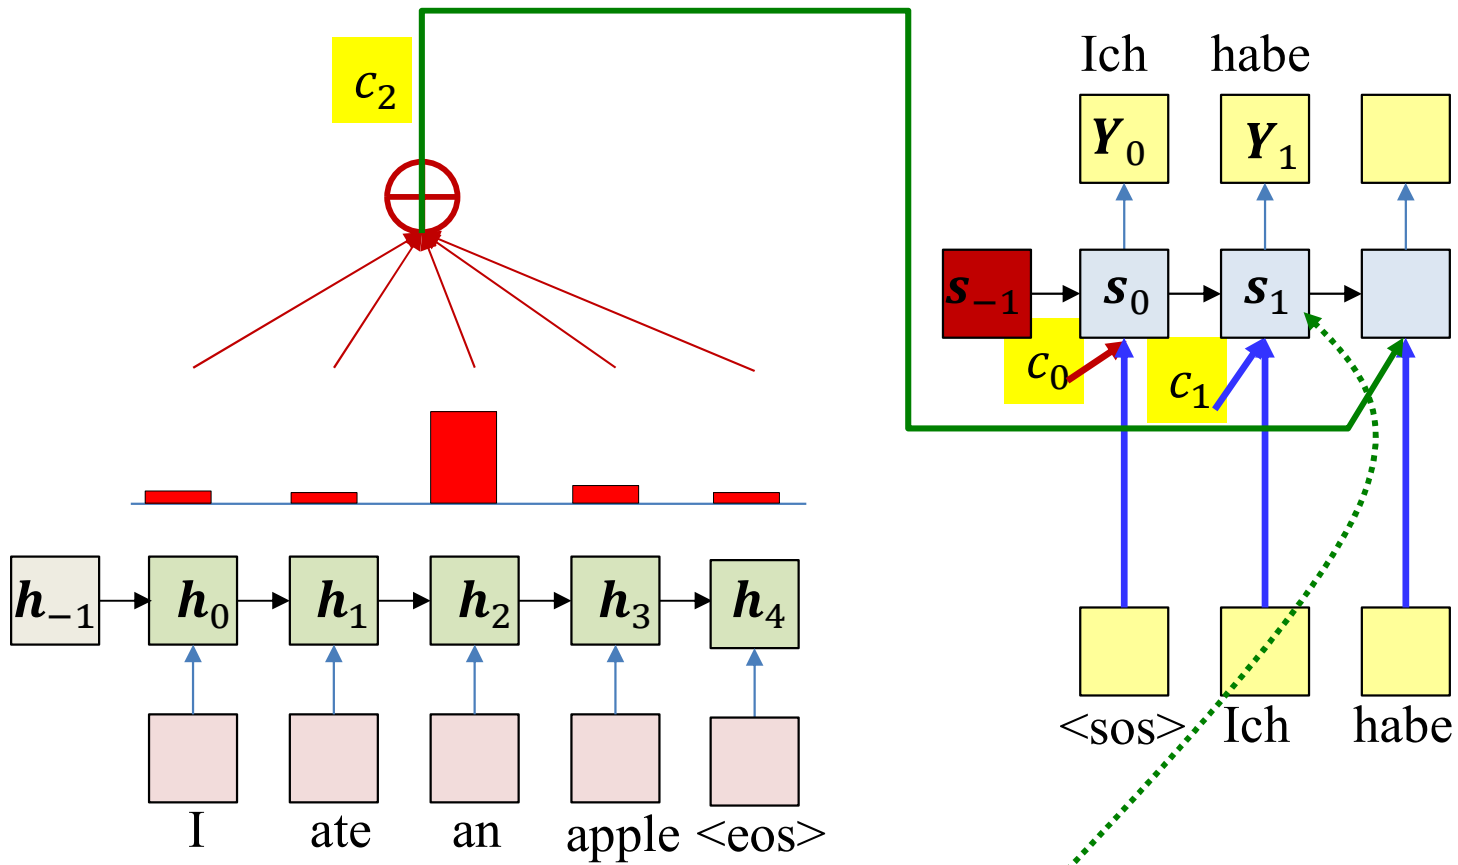 Ich habe
c₂
Y₀ Y₁
s₋₁ s₀ s₁
c₀ c₁
h₋₁ h₀ h₁ h₂ h₃ h₄
<sos> Ich habe
I ate an apple <eos>